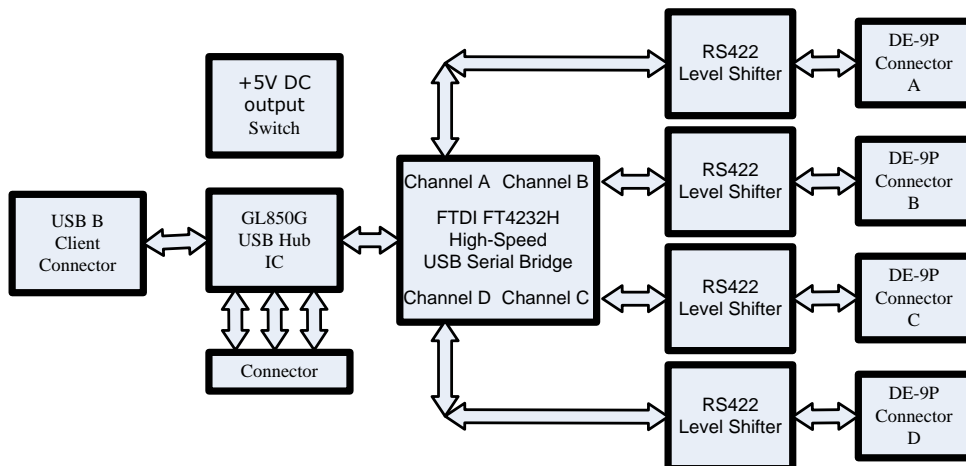 +5V DC
output
Switch
USB B
Client
Connector
GL850G
USB Hub
IC
Connector
Channel A Channel B
FTDI FT4232H
High-Speed
USB Serial Bridge
Channel D Channel C
RS422
Level Shifter
DE-9P
Connector
A
RS422
Level Shifter
DE-9P
Connector
B
RS422
Level Shifter
DE-9P
Connector
C
RS422
Level Shifter
DE-9P
Connector
D